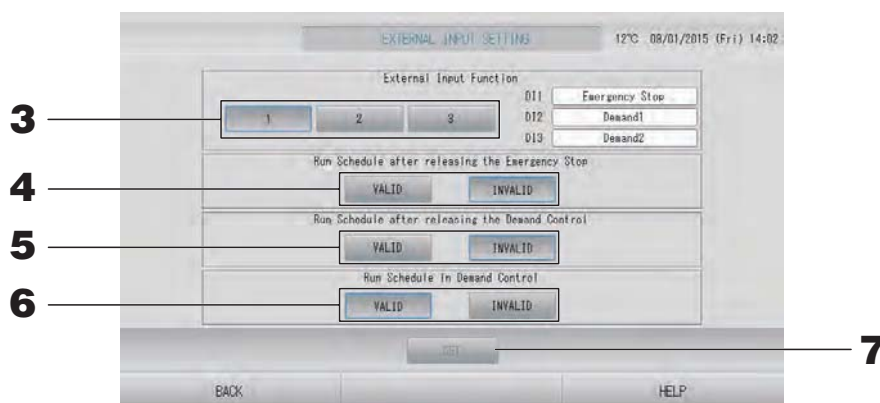 EXTERNAL INPUT SETTING 12°C 08/01/2015 (Fri) 14:02
External Input Function
3 1 2 3
DI1 Emergency Stop
DI2 Demand1
DI3 Demand2
Run Schedule after releasing the Emergency Stop
4 VALID INVALID
Run Schedule after releasing the Demand Control
5 VALID INVALID
Run Schedule in Demand Control
6 VALID INVALID
SET 7
BACK HELP